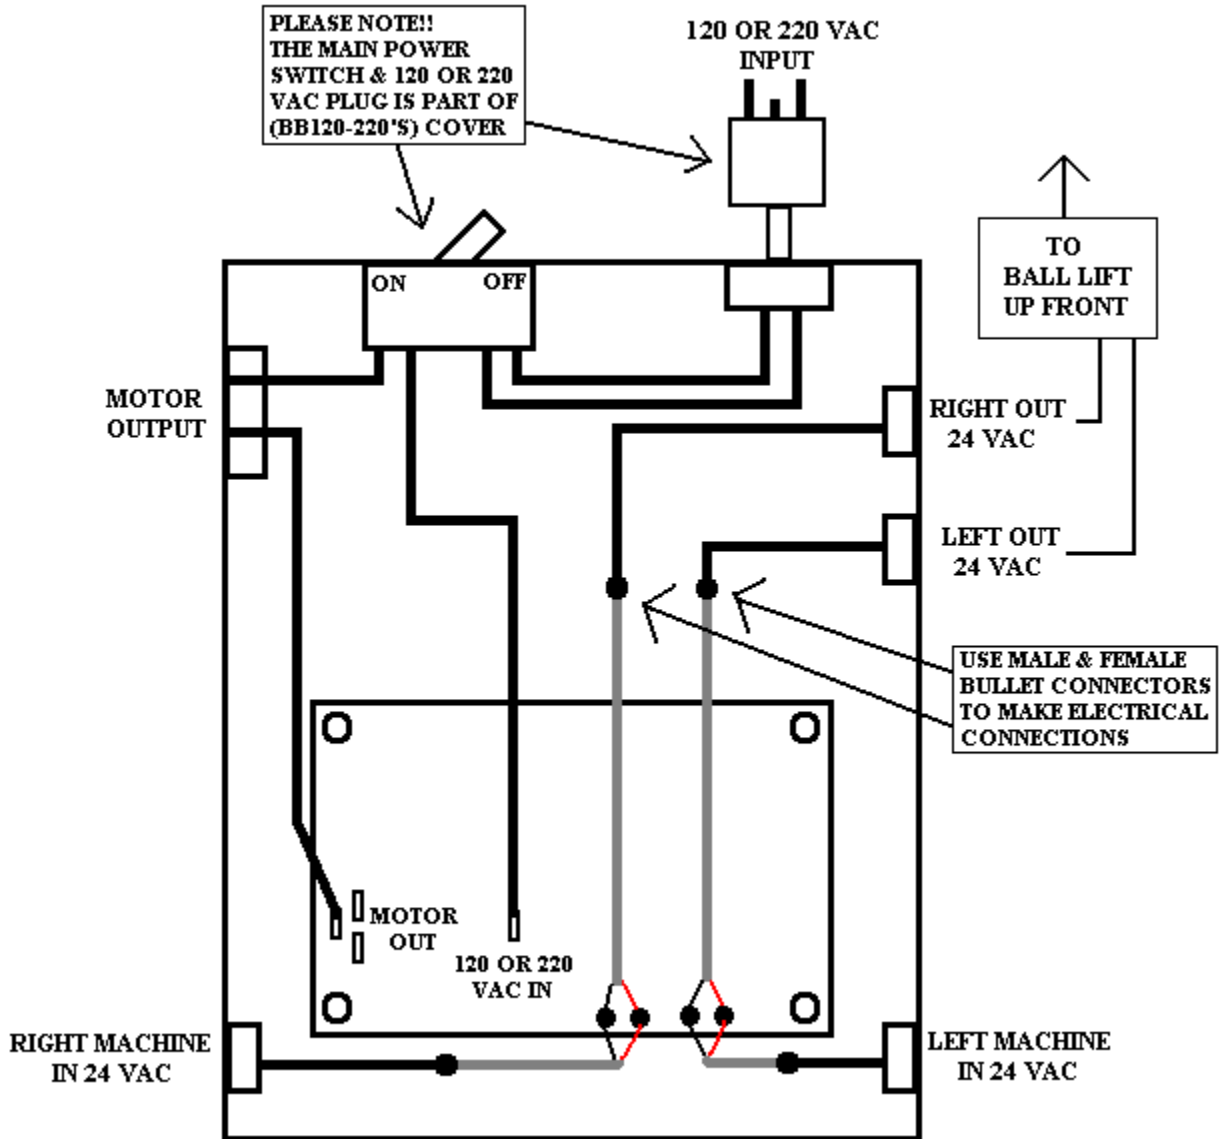 PLEASE NOTE!!
THE MAIN POWER
SWITCH & 120 OR 220
VAC PLUG IS PART OF
(BB120-220'S) COVER
120 OR 220 VAC
INPUT
TO
BALL LIFT
UP FRONT
ON
OFF
MOTOR
OUTPUT
RIGHT OUT
24 VAC
LEFT OUT
24 VAC
USE MALE & FEMALE
BULLET CONNECTORS
TO MAKE ELECTRICAL
CONNECTIONS
MOTOR
OUT
120 OR 220
VAC IN
RIGHT MACHINE
IN 24 VAC
LEFT MACHINE
IN 24 VAC